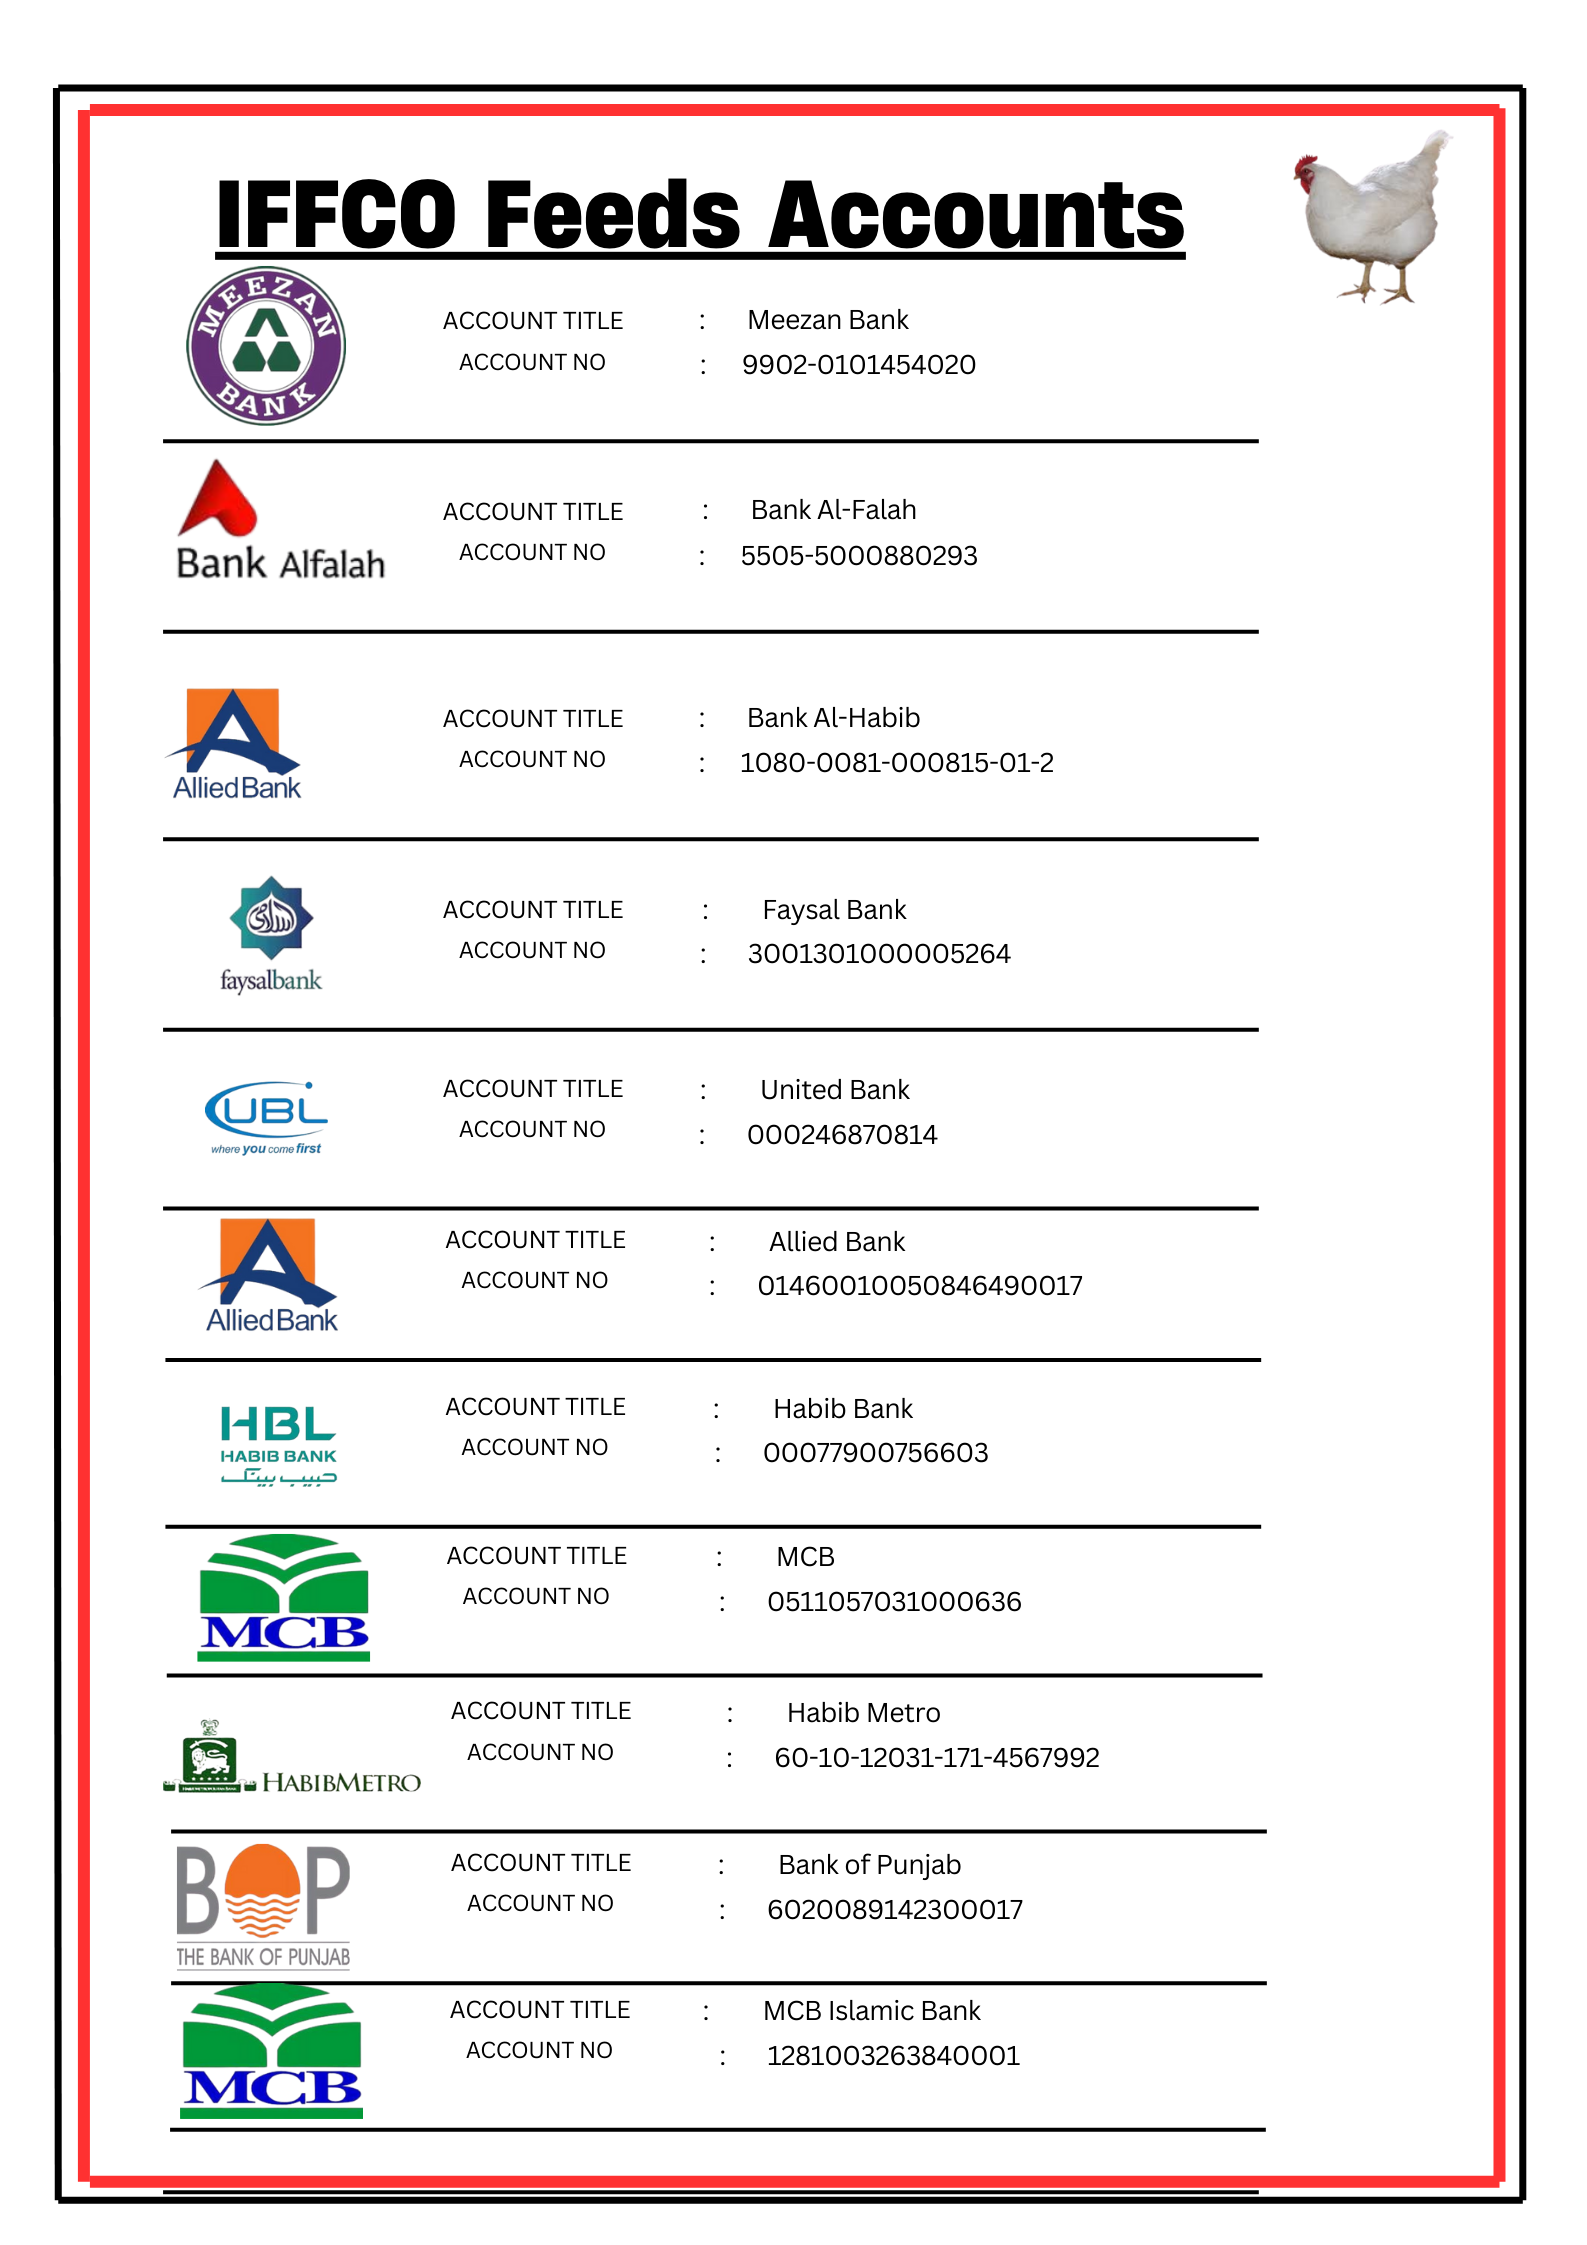 IFFCO Feeds Accounts
MEEZAN BANK
ACCOUNT TITLE : Meezan Bank
ACCOUNT NO : 9902-0101454020
Bank Alfalah
ACCOUNT TITLE : Bank Al-Falah
ACCOUNT NO : 5505-5000880293
Allied Bank
ACCOUNT TITLE : Bank Al-Habib
ACCOUNT NO : 1080-0081-000815-01-2
faysalbank
ACCOUNT TITLE : Faysal Bank
ACCOUNT NO : 3001301000005264
UBL
where you come first
ACCOUNT TITLE : United Bank
ACCOUNT NO : 000246870814
Allied Bank
ACCOUNT TITLE : Allied Bank
ACCOUNT NO : 01460010050846490017
HBL
HABIB BANK
حبيب بينک
ACCOUNT TITLE : Habib Bank
ACCOUNT NO : 00077900756603
MCB
ACCOUNT TITLE : MCB
ACCOUNT NO : 0511057031000636
HABIBMETRO
ACCOUNT TITLE : Habib Metro
ACCOUNT NO : 60-10-12031-171-4567992
BOP
THE BANK OF PUNJAB
ACCOUNT TITLE : Bank of Punjab
ACCOUNT NO : 6020089142300017
MCB
ACCOUNT TITLE : MCB Islamic Bank
ACCOUNT NO : 1281003263840001